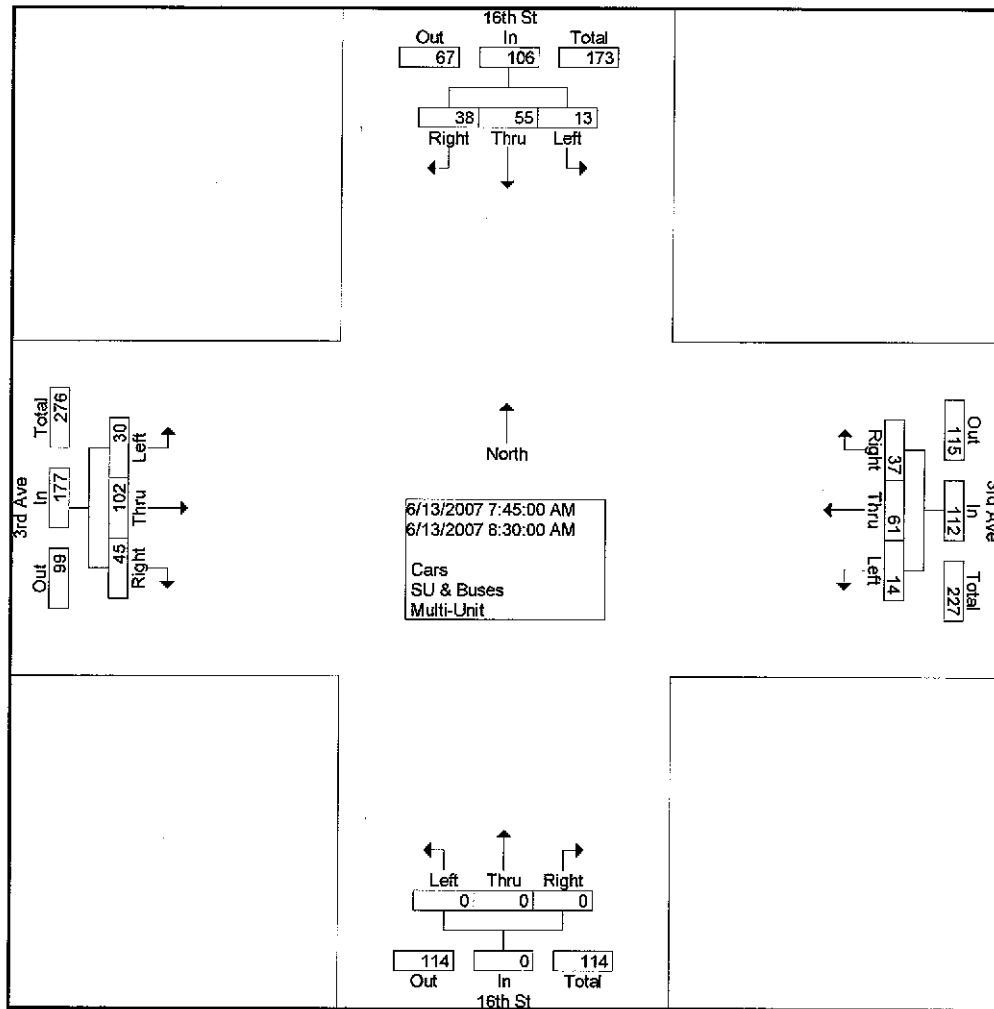 16th St
Out In Total
67 106 173
38 55 13
Right Thru Left
North
6/13/2007 7:45:00 AM
6/13/2007 8:30:00 AM
Cars
SU & Buses
Multi-Unit
3rd Ave
Out In Total
99 177 276
45 102 30
Right Thru Left
3rd Ave
Out In Total
115 112 227
37 61 14
Right Thru Left
Left Thru Right
0 0 0
114 0 114
Out In Total
16th St